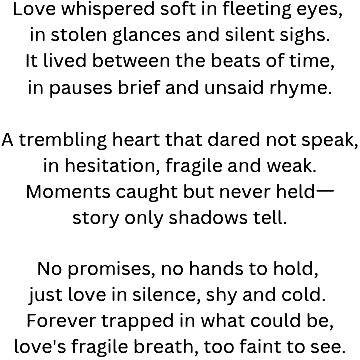 Love whispered soft in fleeting eyes,
in stolen glances and silent sighs.
It lived between the beats of time,
in pauses brief and unsaid rhyme.

A trembling heart that dared not speak,
in hesitation, fragile and weak.
Moments caught but never held—
story only shadows tell.

No promises, no hands to hold,
just love in silence, shy and cold.
Forever trapped in what could be,
love's fragile breath, too faint to see.